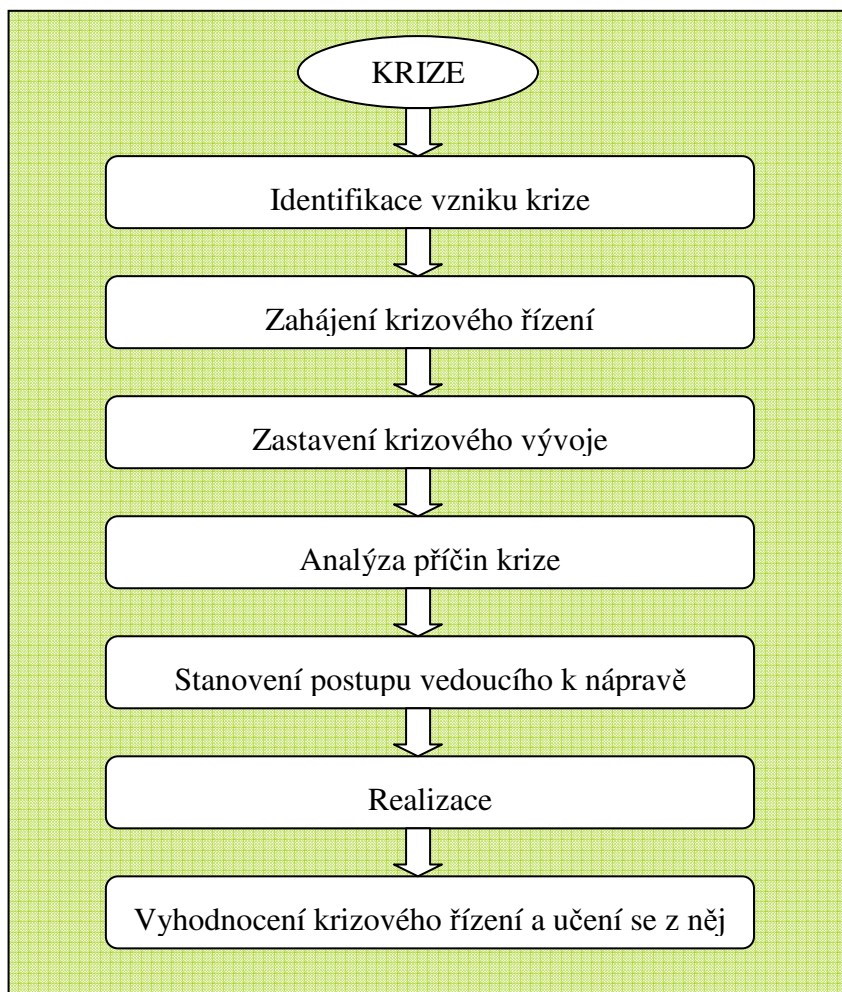 KRIZE
Identifikace vzniku krize
Zahájení krizového řízení
Zastavení krizového vývoje
Analýza příčin krize
Stanovení postupu vedoucího k nápravě
Realizace
Vyhodnocení krizového řízení a učení se z něj